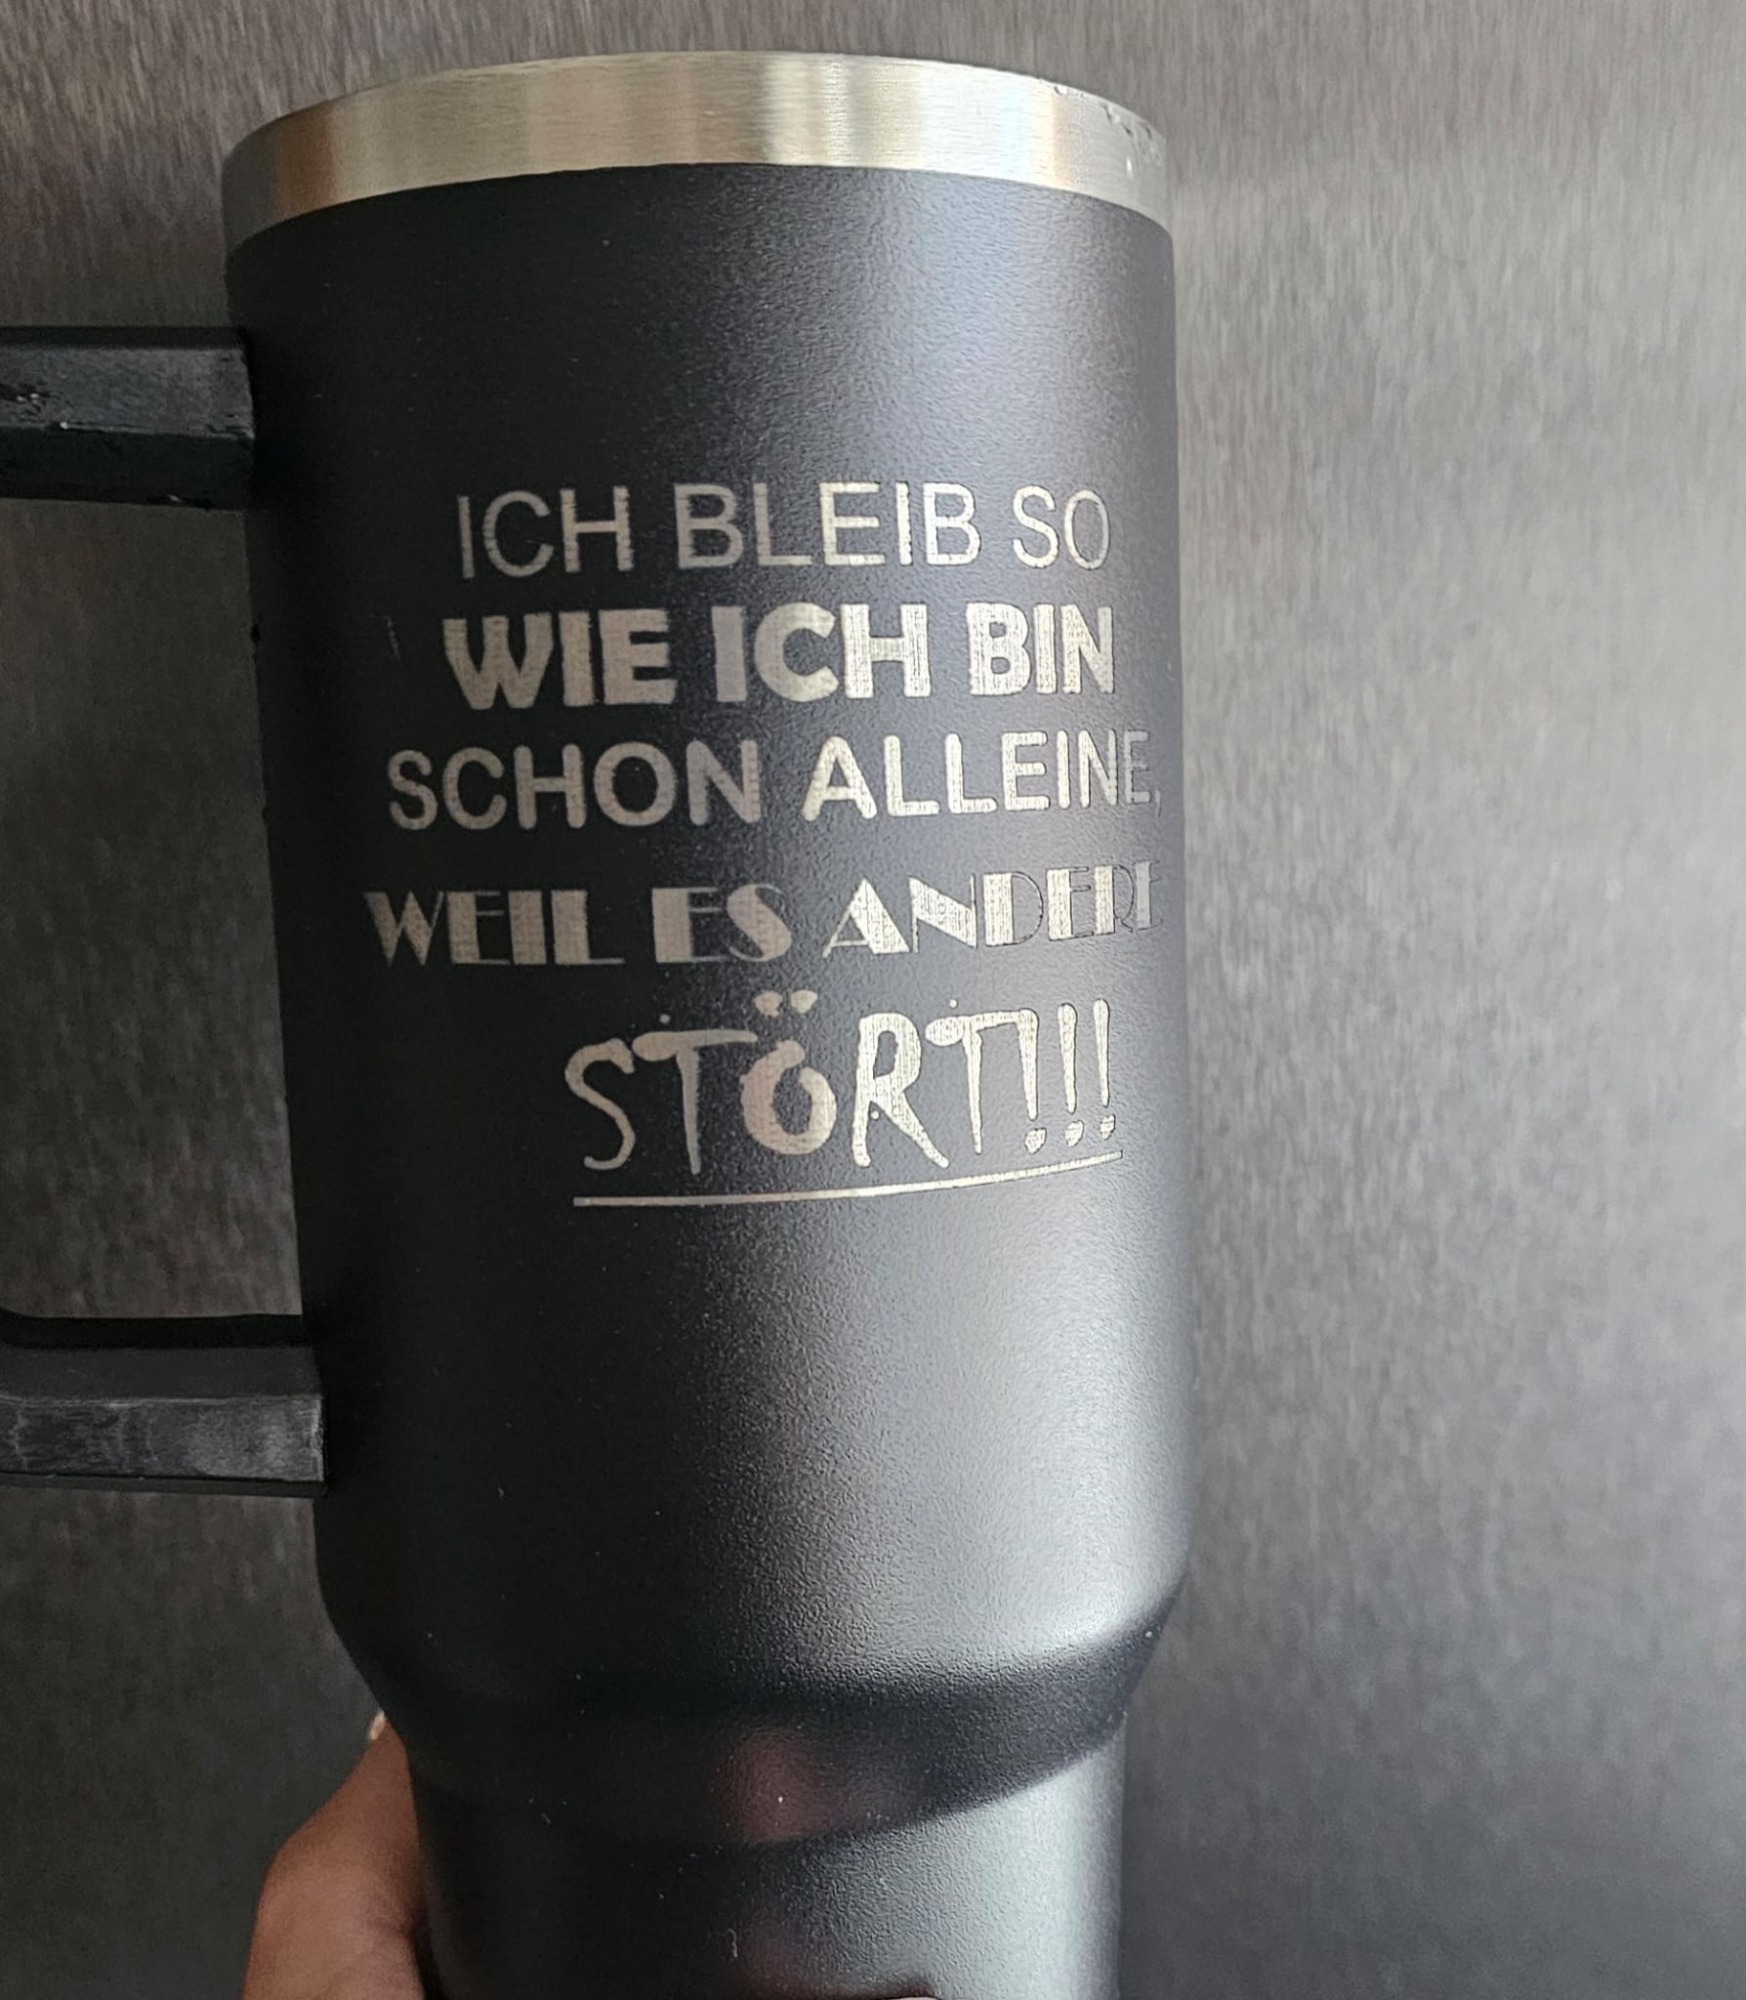 ICH BLEIB SO
WIE ICH BIN
SCHON ALLEINE,
WEIL ES ANDERE
STÖRT!!!